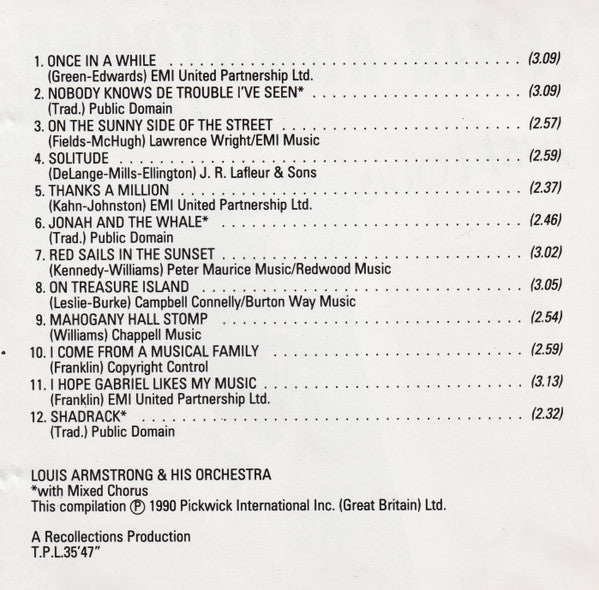 1. ONCE IN A WHILE . . . . . . . . . . . . . . . . . . . . . . . . . . . . (3.09)
(Green-Edwards) EMI United Partnership Ltd.
2. NOBODY KNOWS DE TROUBLE I'VE SEEN* . . . . . . . . . . . . . . . . . (3.09)
(Trad.) Public Domain
3. ON THE SUNNY SIDE OF THE STREET . . . . . . . . . . . . . . . . . . . (2.57)
(Fields-McHugh) Lawrence Wright/EMI Music
4. SOLITUDE . . . . . . . . . . . . . . . . . . . . . . . . . . . . . . . . (2.59)
(DeLange-Mills-Ellington) J. R. Lafleur & Sons
5. THANKS A MILLION . . . . . . . . . . . . . . . . . . . . . . . . . . . (2.37)
(Kahn-Johnston) EMI United Partnership Ltd.
6. JONAH AND THE WHALE* . . . . . . . . . . . . . . . . . . . . . . . . (2.46)
(Trad.) Public Domain
7. RED SAILS IN THE SUNSET . . . . . . . . . . . . . . . . . . . . . . . (3.02)
(Kennedy-Williams) Peter Maurice Music/Redwood Music
8. ON TREASURE ISLAND . . . . . . . . . . . . . . . . . . . . . . . . . (3.05)
(Leslie-Burke) Campbell Connelly/Burton Way Music
9. MAHOGANY HALL STOMP . . . . . . . . . . . . . . . . . . . . . . . . (2.54)
(Williams) Chappell Music
10. I COME FROM A MUSICAL FAMILY . . . . . . . . . . . . . . . . . . . . (2.59)
(Franklin) Copyright Control
11. I HOPE GABRIEL LIKES MY MUSIC . . . . . . . . . . . . . . . . . . . . (3.13)
(Franklin) EMI United Partnership Ltd.
12. SHADRACK* . . . . . . . . . . . . . . . . . . . . . . . . . . . . . . (2.32)
(Trad.) Public Domain
LOUIS ARMSTRONG & HIS ORCHESTRA
*with Mixed Chorus
This compilation ℗ 1990 Pickwick International Inc. (Great Britain) Ltd.
A Recollections Production
T.P.L.35'47"